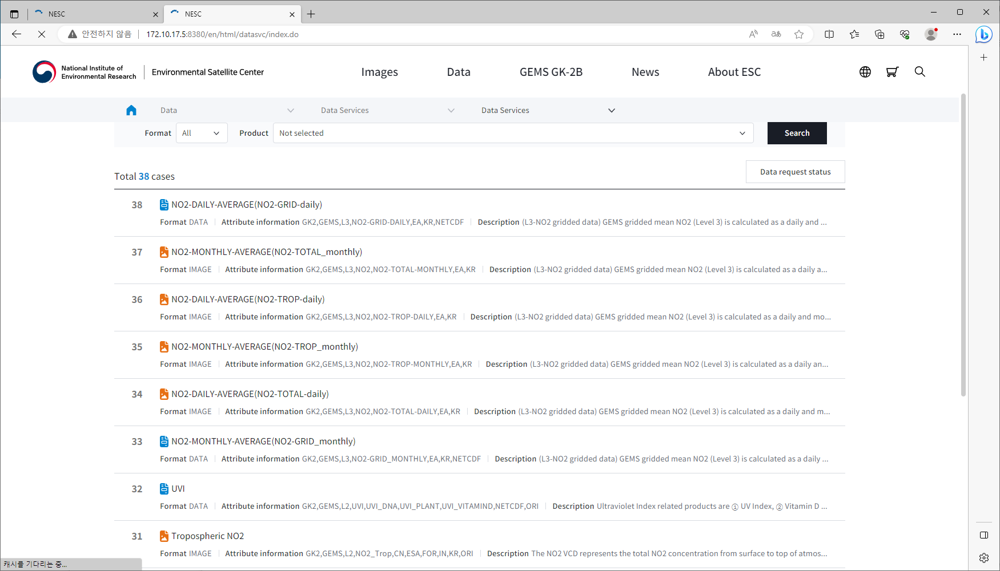 NESC
NESC
안전하지 않음 172.10.17.5:8380/en/html/datasvc/index.do
National Institute of
Environmental Research
Environmental Satellite Center
Images Data GEMS GK-2B News About ESC
Data Data Services Data Services
Format All Product Not selected Search
Total 38 cases
Data request status
38 NO2-DAILY-AVERAGE(NO2-GRID-daily)
Format DATA Attribute information GK2,GEMS,L3,NO2-GRID-DAILY,EA,KR,NETCDF Description (L3-NO2 gridded data) GEMS gridded mean NO2 (Level 3) is calculated as a daily and ...
37 NO2-MONTHLY-AVERAGE(NO2-TOTAL_monthly)
Format IMAGE Attribute information GK2,GEMS,L3,NO2,NO2-TOTAL-MONTHLY,EA,KR Description (L3-NO2 gridded data) GEMS gridded mean NO2 (Level 3) is calculated as a daily a...
36 NO2-DAILY-AVERAGE(NO2-TROP-daily)
Format IMAGE Attribute information GK2,GEMS,L3,NO2,NO2-TROP-DAILY,EA,KR Description (L3-NO2 gridded data) GEMS gridded mean NO2 (Level 3) is calculated as a daily and mo...
35 NO2-MONTHLY-AVERAGE(NO2-TROP_monthly)
Format IMAGE Attribute information GK2,GEMS,L3,NO2,NO2-TROP-MONTHLY,EA,KR Description (L3-NO2 gridded data) GEMS gridded mean NO2 (Level 3) is calculated as a daily an...
34 NO2-DAILY-AVERAGE(NO2-TOTAL-daily)
Format IMAGE Attribute information GK2,GEMS,L3,NO2,NO2-TOTAL-DAILY,EA,KR Description (L3-NO2 gridded data) GEMS gridded mean NO2 (Level 3) is calculated as a daily and m...
33 NO2-MONTHLY-AVERAGE(NO2-GRID_monthly)
Format DATA Attribute information GK2,GEMS,L3,NO2-GRID_MONTHLY,EA,KR,NETCDF Description (L3-NO2 gridded data) GEMS gridded mean NO2 (Level 3) is calculated as a daily ...
32 UVI
Format DATA Attribute information GK2,GEMS,L2,UVI,UVI_DNA,UVI_PLANT,UVI_VITAMIND,NETCDF,ORI Description Ultraviolet Index related products are ① UV Index, ② Vitamin D ...
31 Tropospheric NO2
Format IMAGE Attribute information GK2,GEMS,L2,NO2_Trop,CN,ESA,FOR,IN,KR,ORI Description The NO2 VCD represents the total NO2 concentration from surface to top of atmos...
캐시를 기다리는 중...